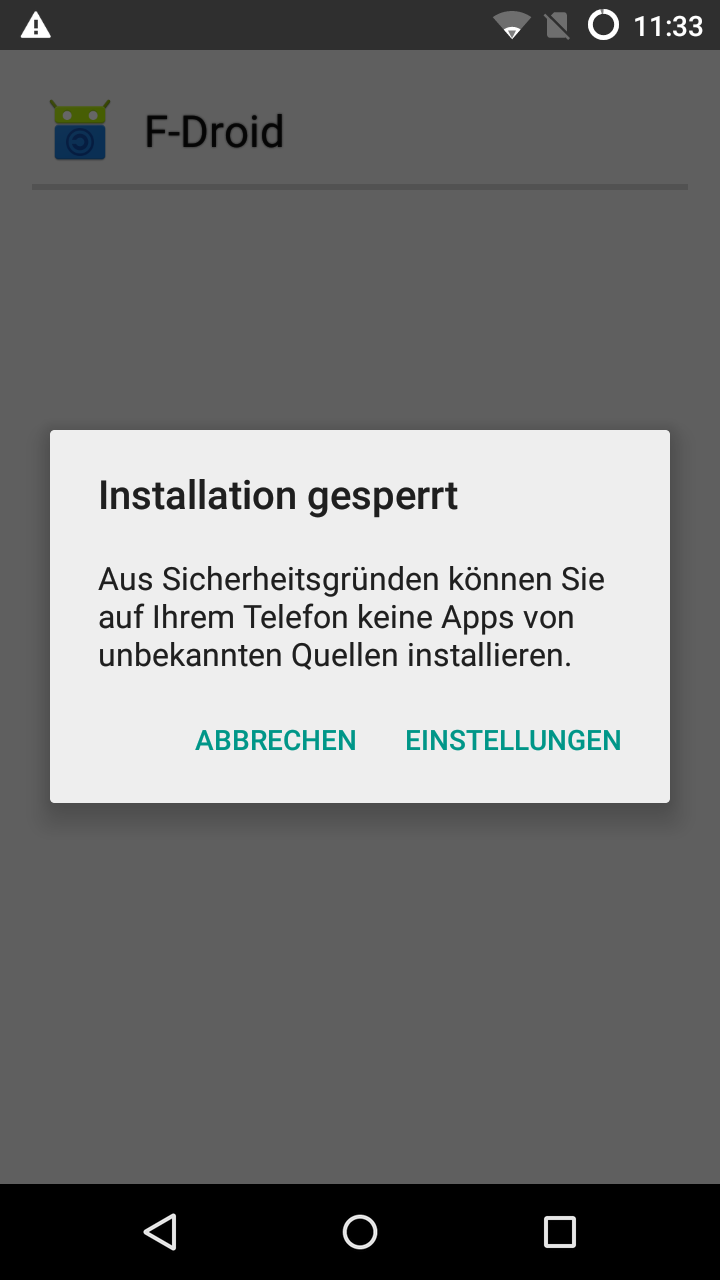 11:33
F-Droid
Installation gesperrt
Aus Sicherheitsgründen können Sie
auf Ihrem Telefon keine Apps von
unbekannten Quellen installieren.
ABBRECHEN EINSTELLUNGEN